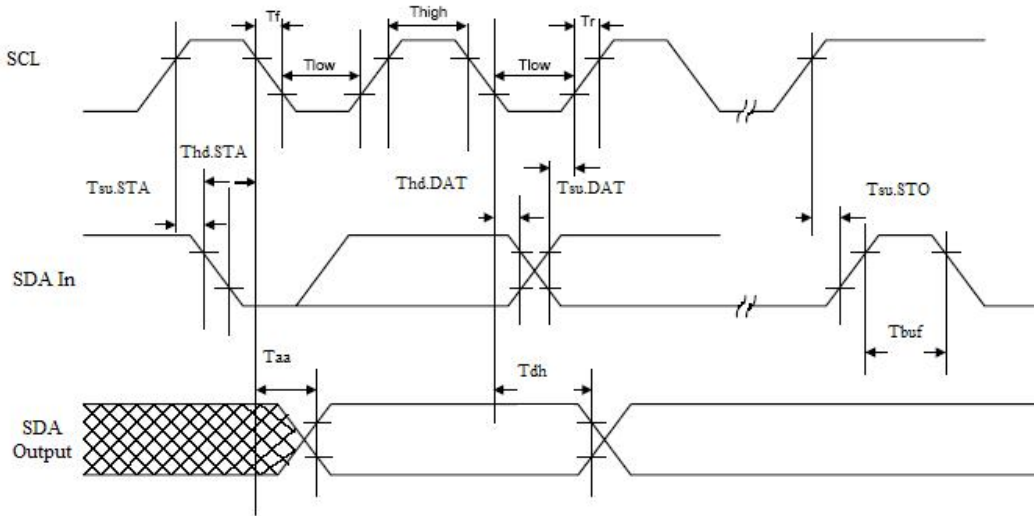 Tf
Thigh
Tr
SCL
Tlow
Tlow
Thd.STA
Tsu.STA
Thd.DAT
Tsu.DAT
Tsu.STO
SDA In
Tbuf
Taa
Tdh
SDA
Output